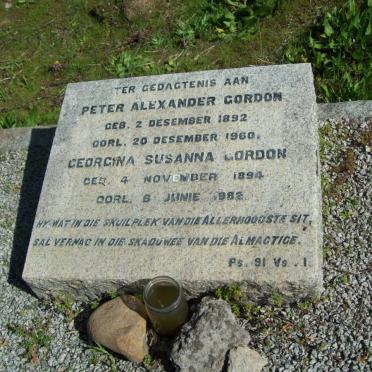 TER GEDAGTENIS AAN
PETER ALEXANDER GORDON
GEB. 2 DESEMBER 1892
OORL. 20 DESEMBER 1960.
GEORGINA SUSANNA GORDON
GEB. 4 NOVEMBER 1894
OORL. 6 JUNIE 1982
HY WAT IN DIE SKUILPLEK VAN DIE ALLERHOOGSTE SIT,
SAL VERNAG IN DIE SKADUWEE VAN DIE ALMAGTIGE.
Ps. 91 Vs. 1